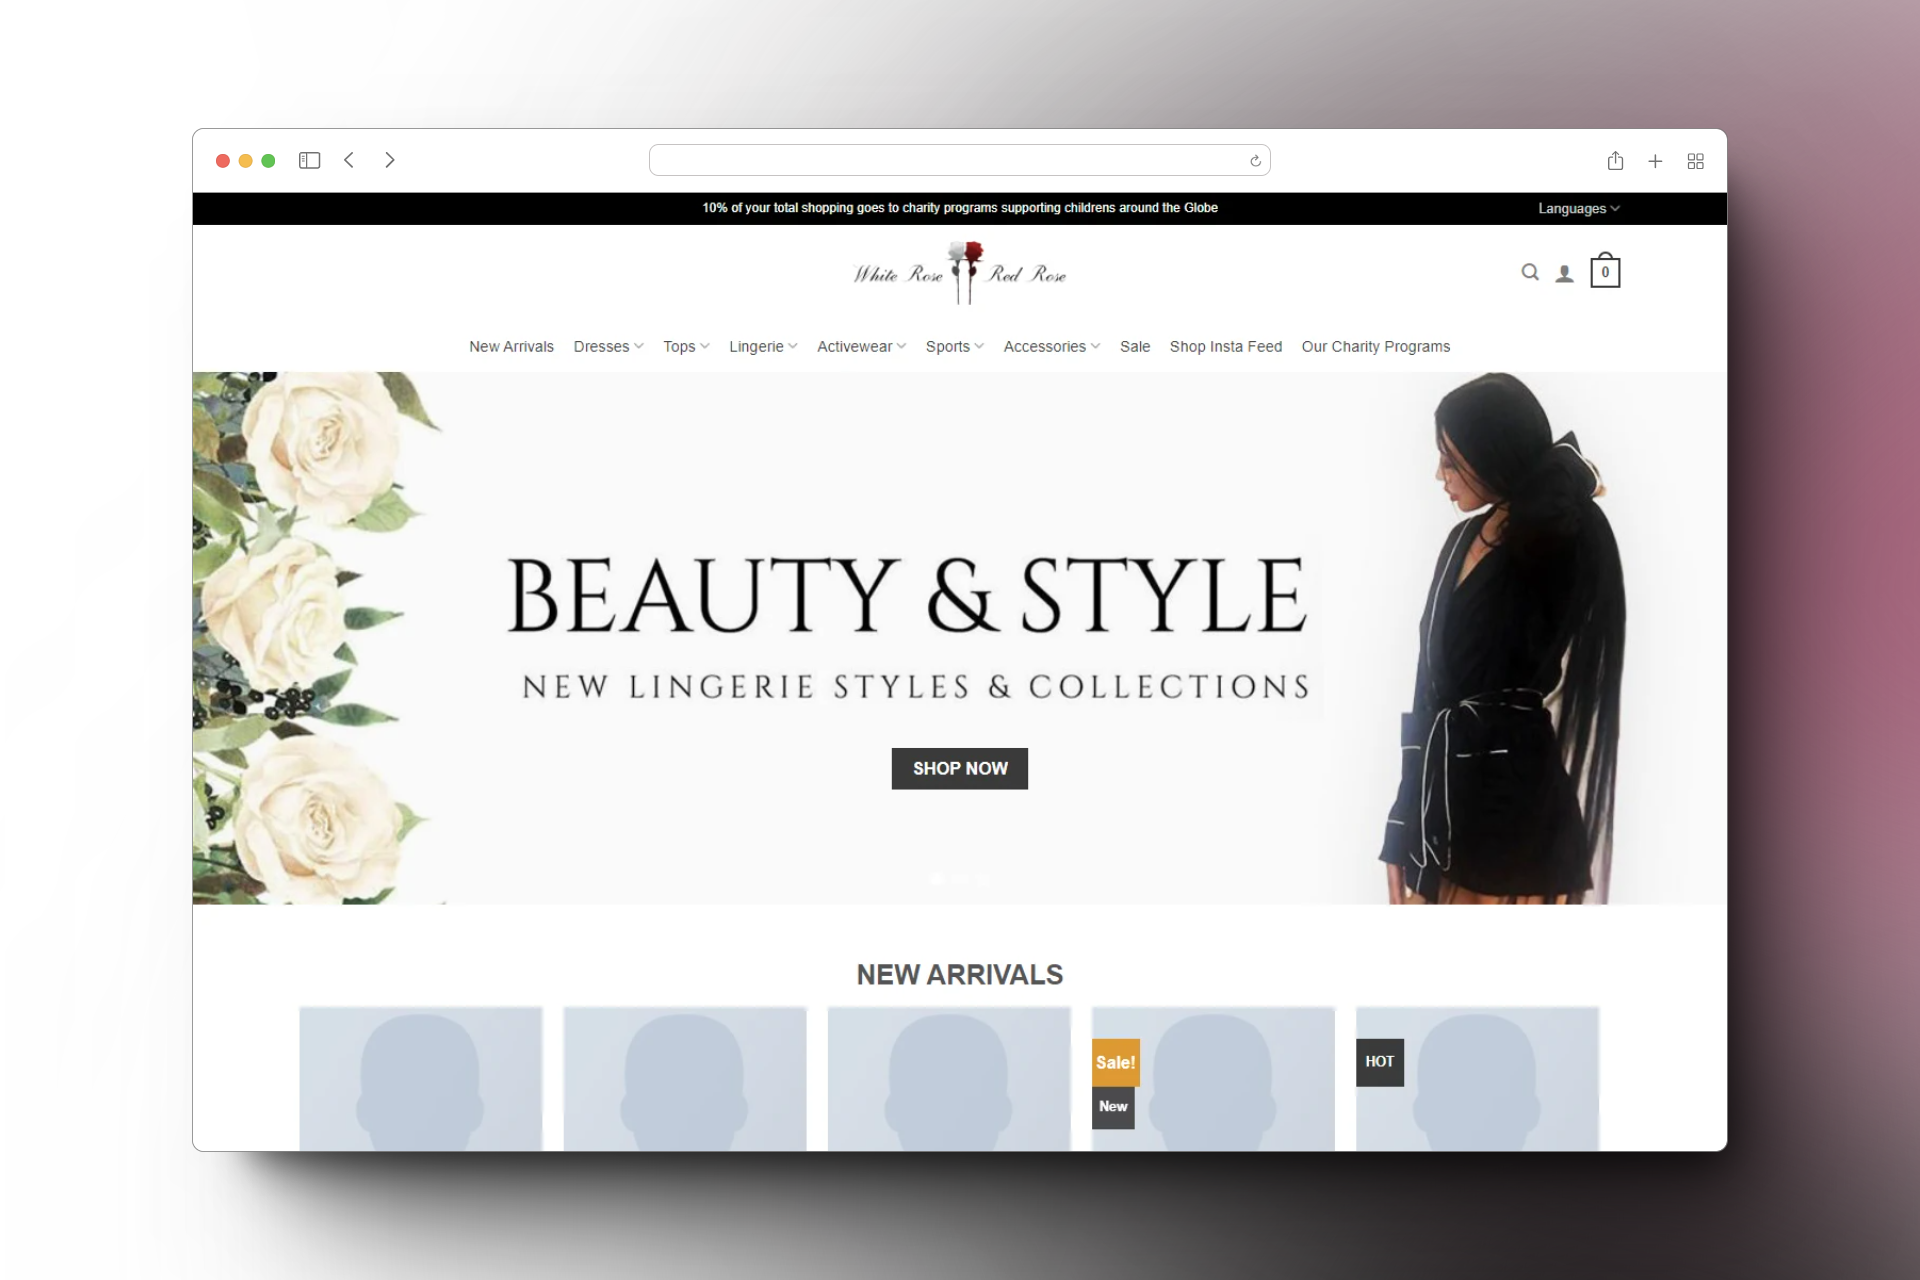 10% of your total shopping goes to charity programs supporting childrens around the Globe
Languages
White Rose Red Rose
0
New Arrivals Dresses Tops Lingerie Activewear Sports Accessories Sale Shop Insta Feed Our Charity Programs
BEAUTY & STYLE
NEW LINGERIE STYLES & COLLECTIONS
SHOP NOW
NEW ARRIVALS
Sale!
New
HOT